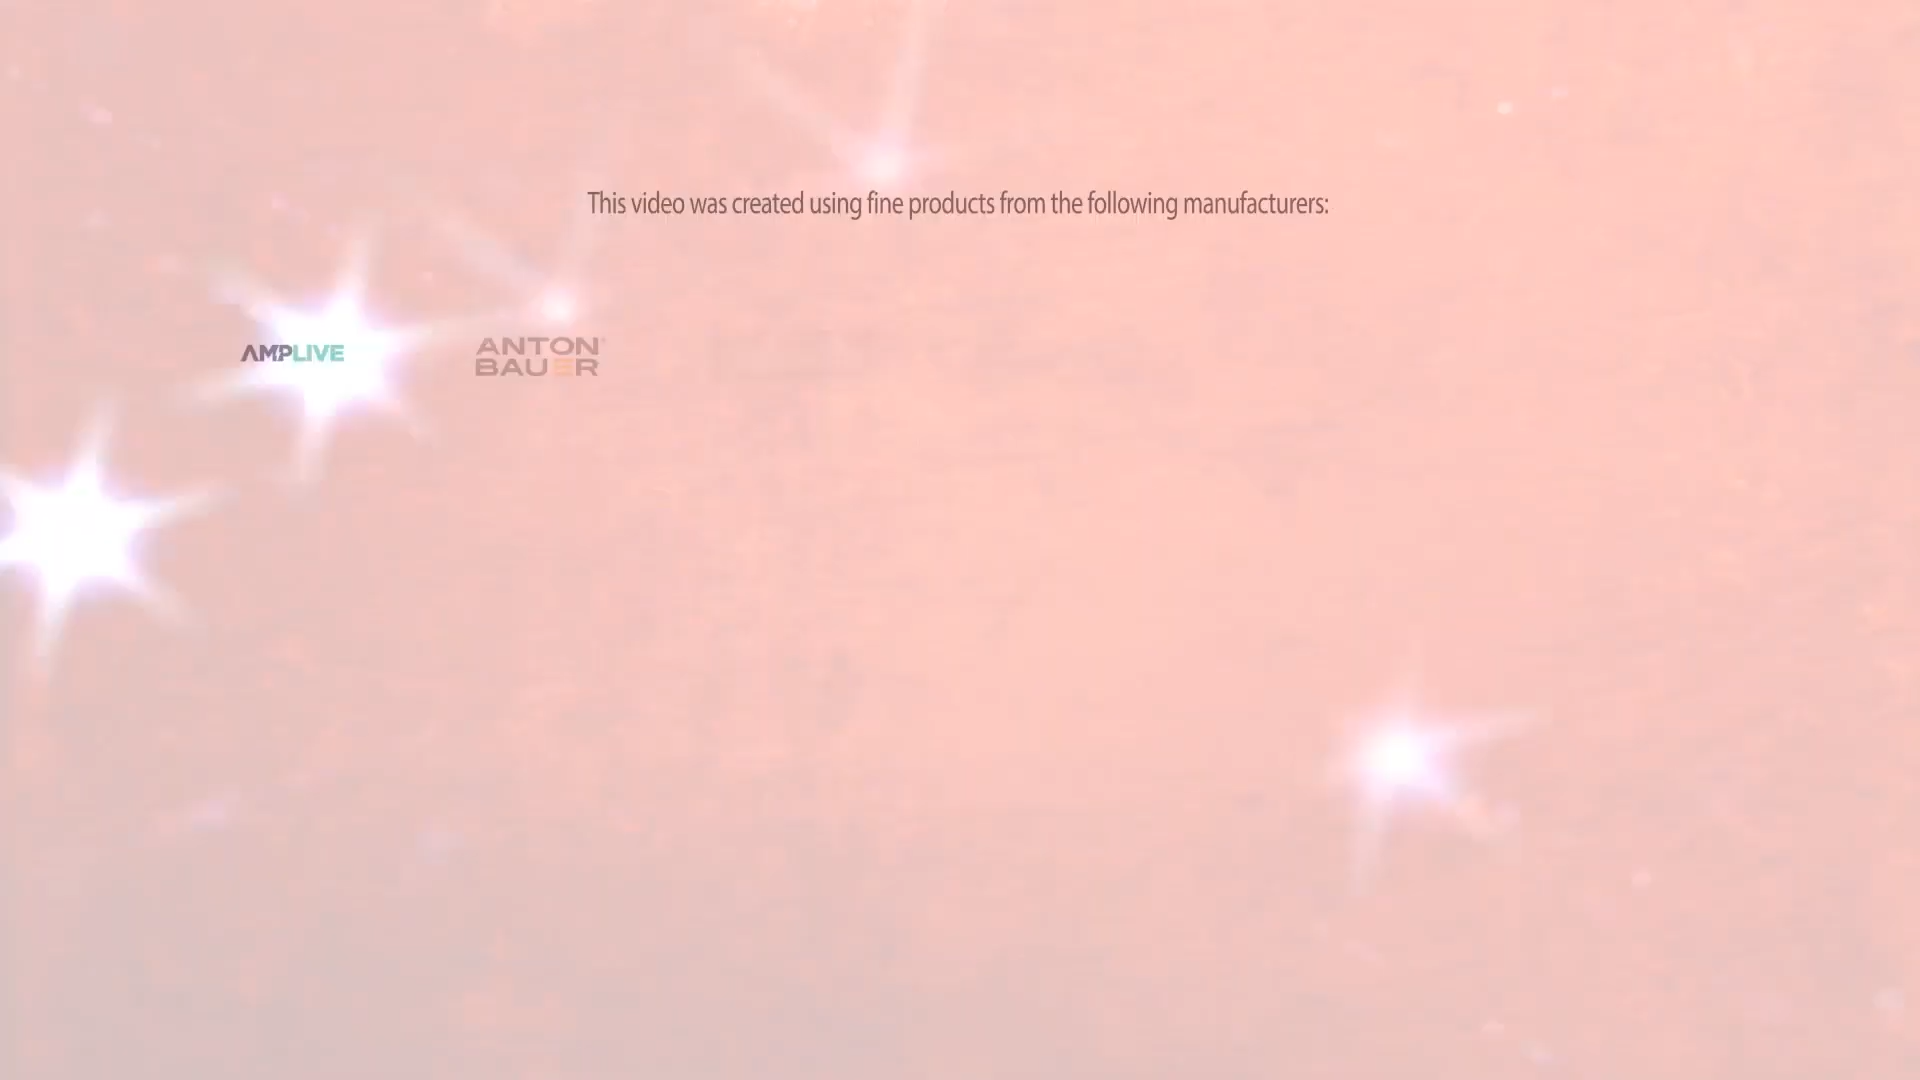 This video was created using fine products from the following manufacturers:
AMPLIVE
ANTON
BAUER